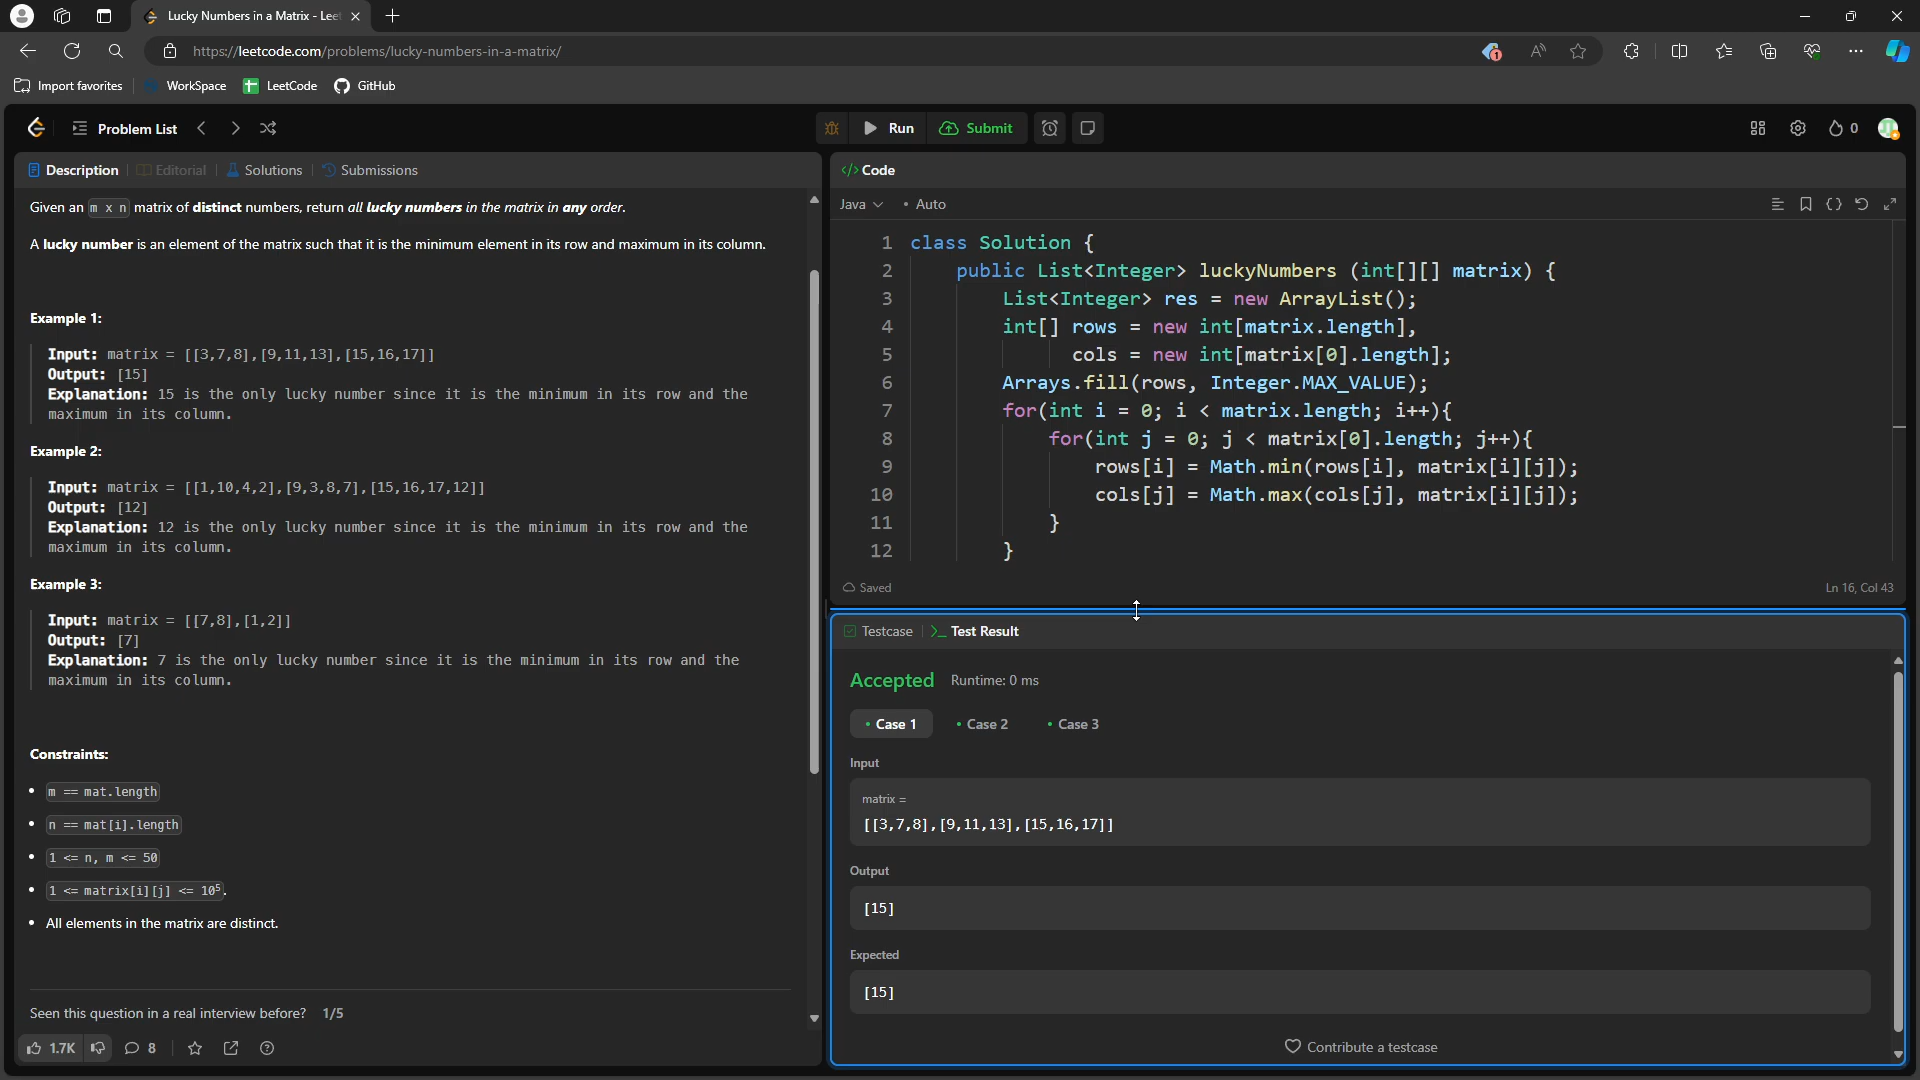 Lucky Numbers in a Matrix - Leet
https://leetcode.com/problems/lucky-numbers-in-a-matrix/
1
Import favorites
WorkSpace
LeetCode
GitHub
Problem List
Run
Submit
0
Description
Editorial
Solutions
Submissions
Given an m x n matrix of distinct numbers, return all lucky numbers in the matrix in any order.
A lucky number is an element of the matrix such that it is the minimum element in its row and maximum in its column.
Example 1:
Input: matrix = [[3,7,8],[9,11,13],[15,16,17]]
Output: [15]
Explanation: 15 is the only lucky number since it is the minimum in its row and the
maximum in its column.
Example 2:
Input: matrix = [[1,10,4,2],[9,3,8,7],[15,16,17,12]]
Output: [12]
Explanation: 12 is the only lucky number since it is the minimum in its row and the
maximum in its column.
Example 3:
Input: matrix = [[7,8],[1,2]]
Output: [7]
Explanation: 7 is the only lucky number since it is the minimum in its row and the
maximum in its column.
Constraints:
• m == mat.length
• n == mat[i].length
• 1 <= n, m <= 50
• 1 <= matrix[i][j] <= 10⁵.
• All elements in the matrix are distinct.
Seen this question in a real interview before? 1/5
1.7K
8
</> Code
Java • Auto
1 class Solution {
2     public List<Integer> luckyNumbers (int[][] matrix) {
3         List<Integer> res = new ArrayList();
4         int[] rows = new int[matrix.length],
5               cols = new int[matrix[0].length];
6         Arrays.fill(rows, Integer.MAX_VALUE);
7         for(int i = 0; i < matrix.length; i++){
8             for(int j = 0; j < matrix[0].length; j++){
9                 rows[i] = Math.min(rows[i], matrix[i][j]);
10                 cols[j] = Math.max(cols[j], matrix[i][j]);
11             }
12         }
Saved
Ln 16, Col 43
Testcase
>_ Test Result
Accepted Runtime: 0 ms
• Case 1 • Case 2 • Case 3
Input
matrix =
[[3,7,8],[9,11,13],[15,16,17]]
Output
[15]
Expected
[15]
Contribute a testcase